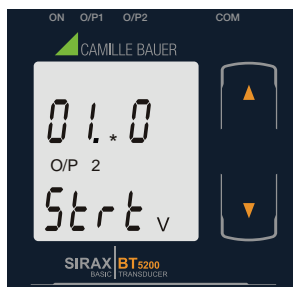 ON O/P1 O/P2 COM
CAMILLE BAUER
01.*0
O/P 2
Strt V
SIRAX BT5200
BASIC TRANSDUCER